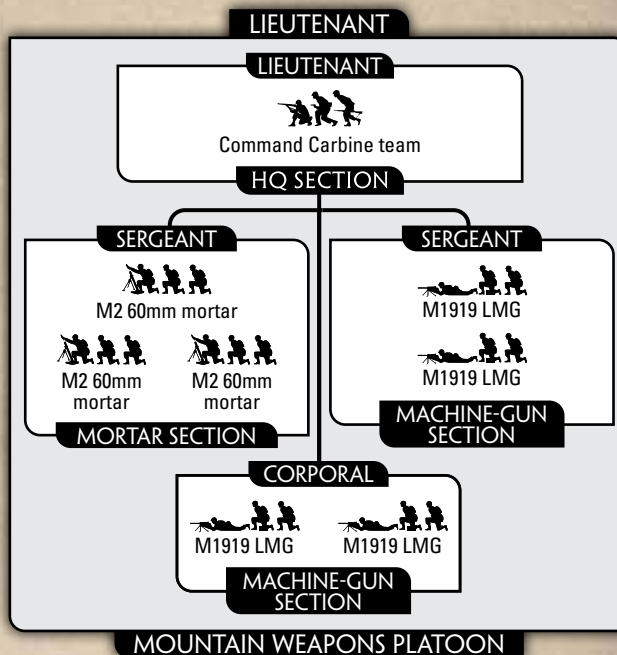 LIEUTENANT
LIEUTENANT
Command Carbine team
HQ SECTION
SERGEANT
M2 60mm mortar
M2 60mm
mortar
M2 60mm
mortar
MORTAR SECTION
SERGEANT
M1919 LMG
M1919 LMG
MACHINE-GUN
SECTION
CORPORAL
M1919 LMG
M1919 LMG
MACHINE-GUN
SECTION
MOUNTAIN WEAPONS PLATOON